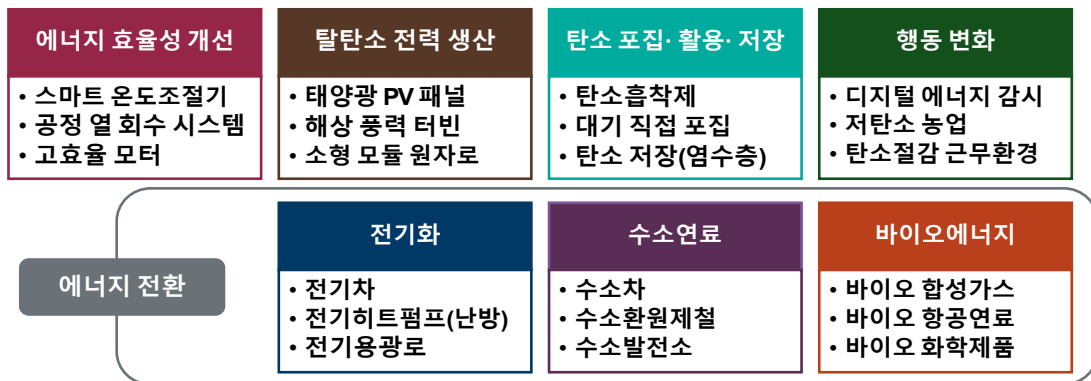 에너지 효율성 개선
• 스마트 온도조절기
• 공정 열 회수 시스템
• 고효율 모터
탈탄소 전력 생산
• 태양광 PV 패널
• 해상 풍력 터빈
• 소형 모듈 원자로
탄소 포집· 활용· 저장
• 탄소흡착제
• 대기 직접 포집
• 탄소 저장(염수층)
행동 변화
• 디지털 에너지 감시
• 저탄소 농업
• 탄소절감 근무환경
에너지 전환
전기화
• 전기차
• 전기히트펌프(난방)
• 전기용광로
수소연료
• 수소차
• 수소환원제철
• 수소발전소
바이오에너지
• 바이오 합성가스
• 바이오 항공연료
• 바이오 화학제품